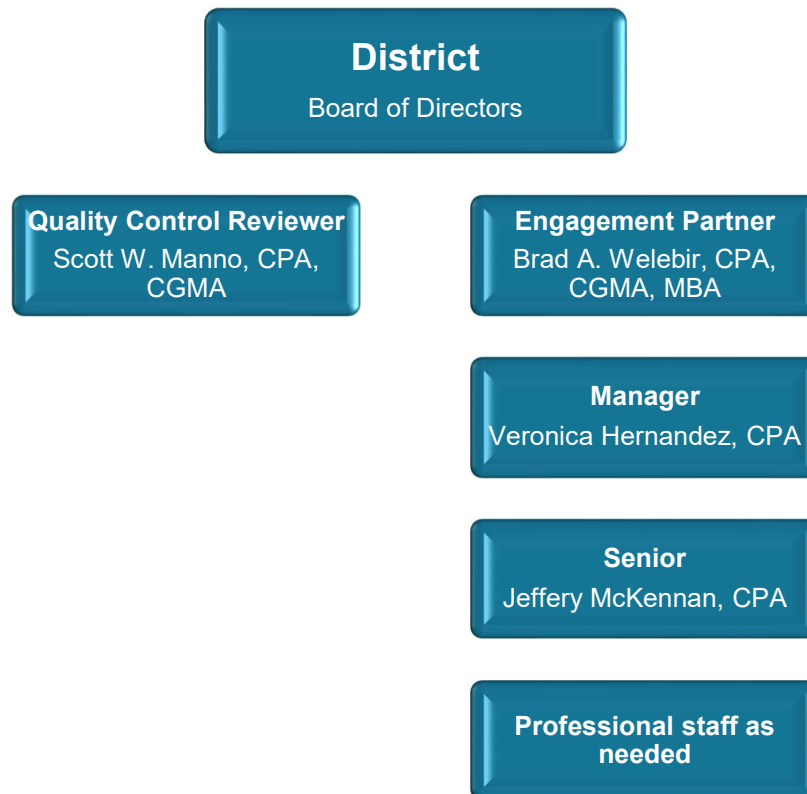 District
Board of Directors
Quality Control Reviewer
Scott W. Manno, CPA,
CGMA
Engagement Partner
Brad A. Welebir, CPA,
CGMA, MBA
Manager
Veronica Hernandez, CPA
Senior
Jeffery McKennan, CPA
Professional staff as
needed